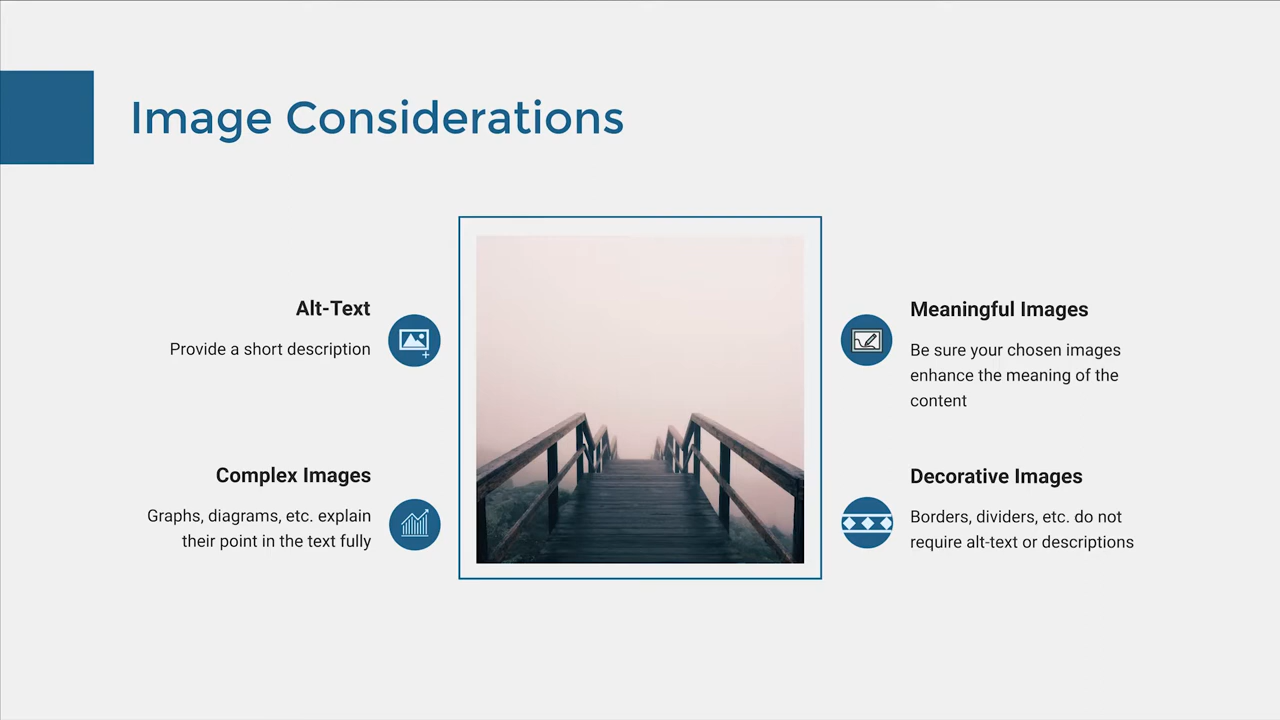 Image Considerations
Alt-Text
Provide a short description
Complex Images
Graphs, diagrams, etc. explain
their point in the text fully
Meaningful Images
Be sure your chosen images
enhance the meaning of the
content
Decorative Images
Borders, dividers, etc. do not
require alt-text or descriptions